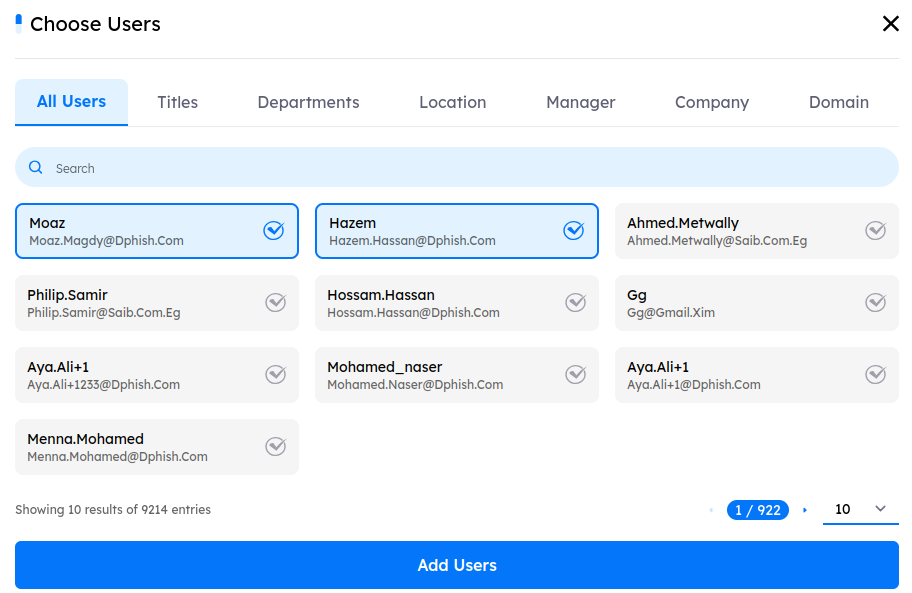 Choose Users
All Users
Titles
Departments
Location
Manager
Company
Domain
Search
Moaz
Moaz.Magdy@Dphish.Com
Hazem
Hazem.Hassan@Dphish.Com
Ahmed.Metwally
Ahmed.Metwally@Saib.Com.Eg
Philip.Samir
Philip.Samir@Saib.Com.Eg
Hossam.Hassan
Hossam.Hassan@Dphish.Com
Gg
Gg@Gmail.Xim
Aya.Ali+1
Aya.Ali+1233@Dphish.Com
Mohamed_naser
Mohamed.Naser@Dphish.Com
Aya.Ali+1
Aya.Ali+1@Dphish.Com
Menna.Mohamed
Menna.Mohamed@Dphish.Com
Showing 10 results of 9214 entries
1 / 922
10
Add Users